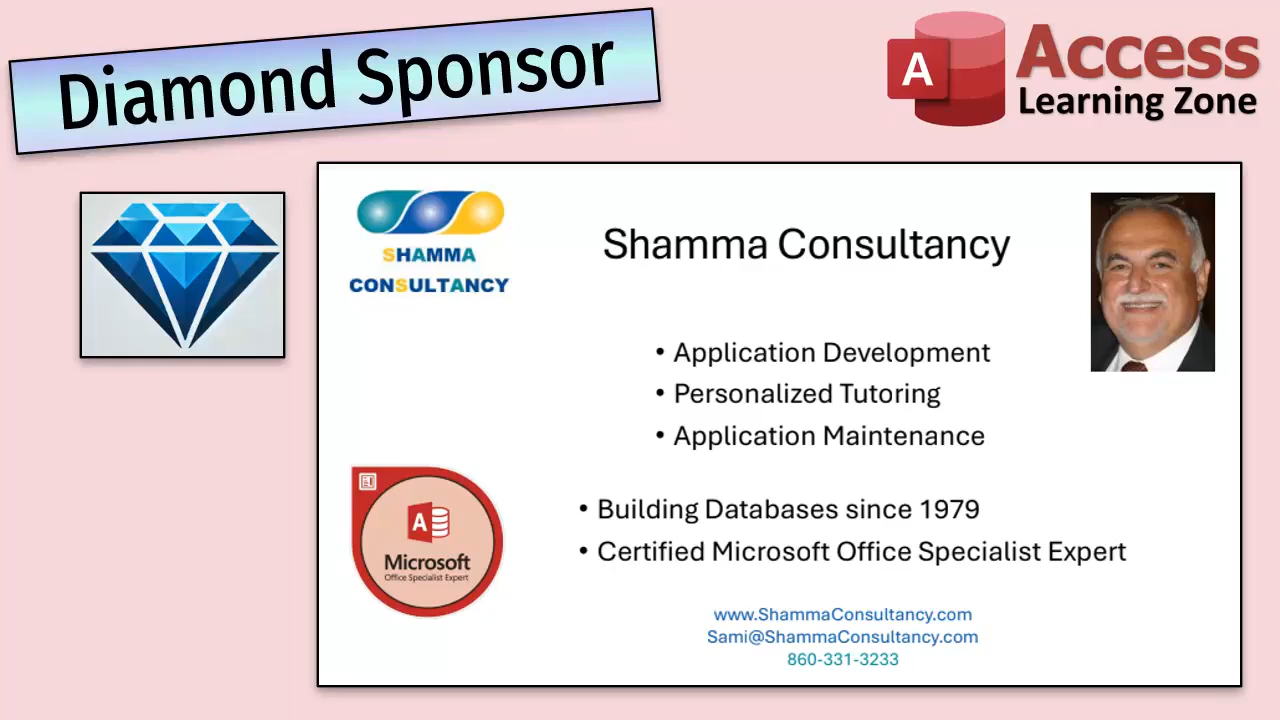 Diamond Sponsor
A
Access
Learning Zone
SHAMMA
CONSULTANCY
Shamma Consultancy
• Application Development
• Personalized Tutoring
• Application Maintenance
A
Microsoft
Office Specialist Expert
• Building Databases since 1979
• Certified Microsoft Office Specialist Expert
www.ShammaConsultancy.com
Sami@ShammaConsultancy.com
860-331-3233